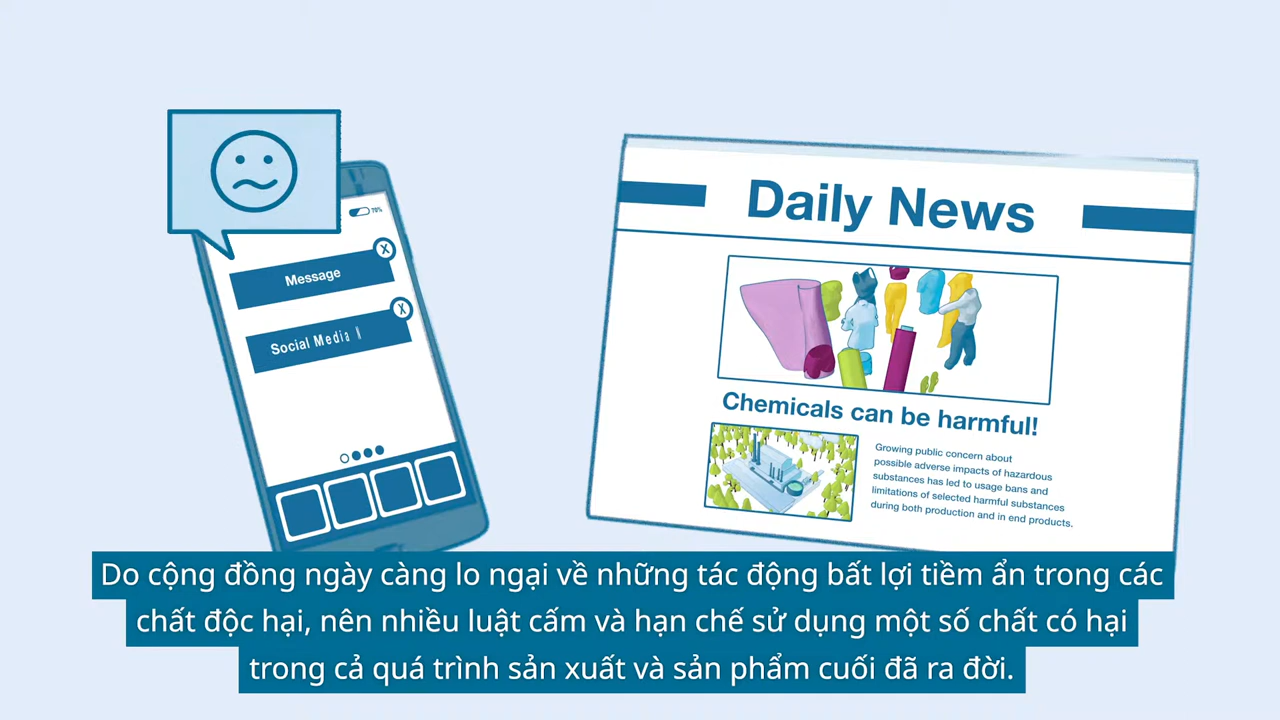 70%
X
Message
X
Social Media
Daily News
Chemicals can be harmful!
Growing public concern about
possible adverse impacts of hazardous
substances has led to usage bans and
limitations of selected harmful substances
during both production and in end products.
Do cộng đồng ngày càng lo ngại về những tác động bất lợi tiềm ẩn trong các
chất độc hại, nên nhiều luật cấm và hạn chế sử dụng một số chất có hại
trong cả quá trình sản xuất và sản phẩm cuối đã ra đời.